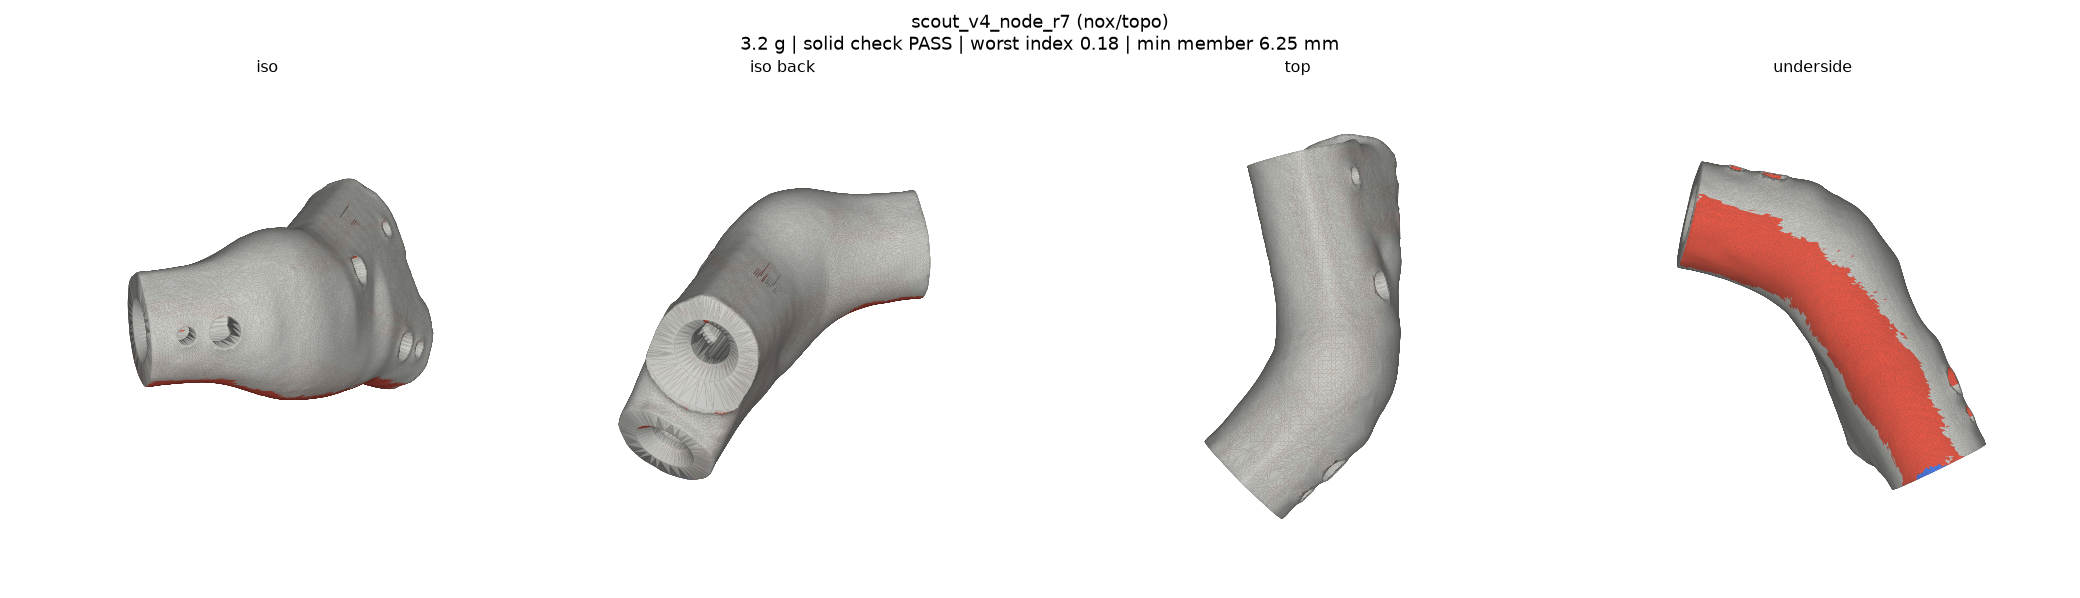 scout_v4_node_r7 (nox/topo)
3.2 g | solid check PASS | worst index 0.18 | min member 6.25 mm
iso
iso back
top
underside